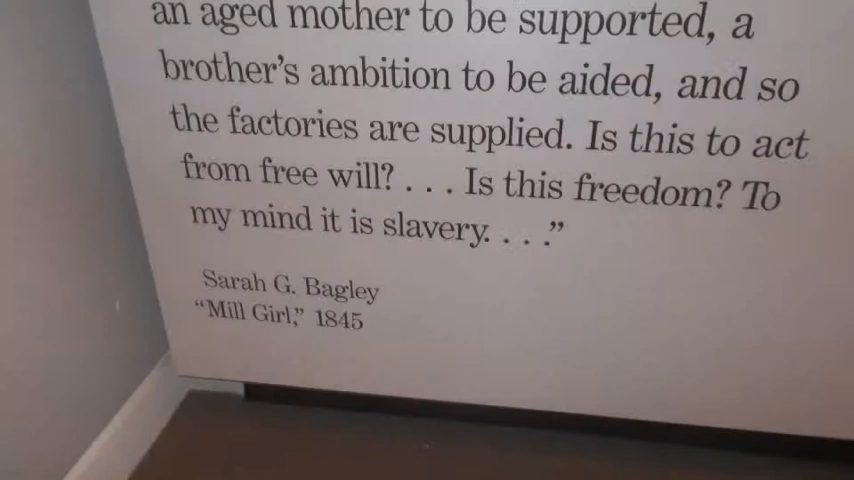 an aged mother to be supported, a
brother’s ambition to be aided, and so
the factories are supplied. Is this to act
from free will? . . . Is this freedom? To
my mind it is slavery. . . .”
Sarah G. Bagley
“Mill Girl,” 1845